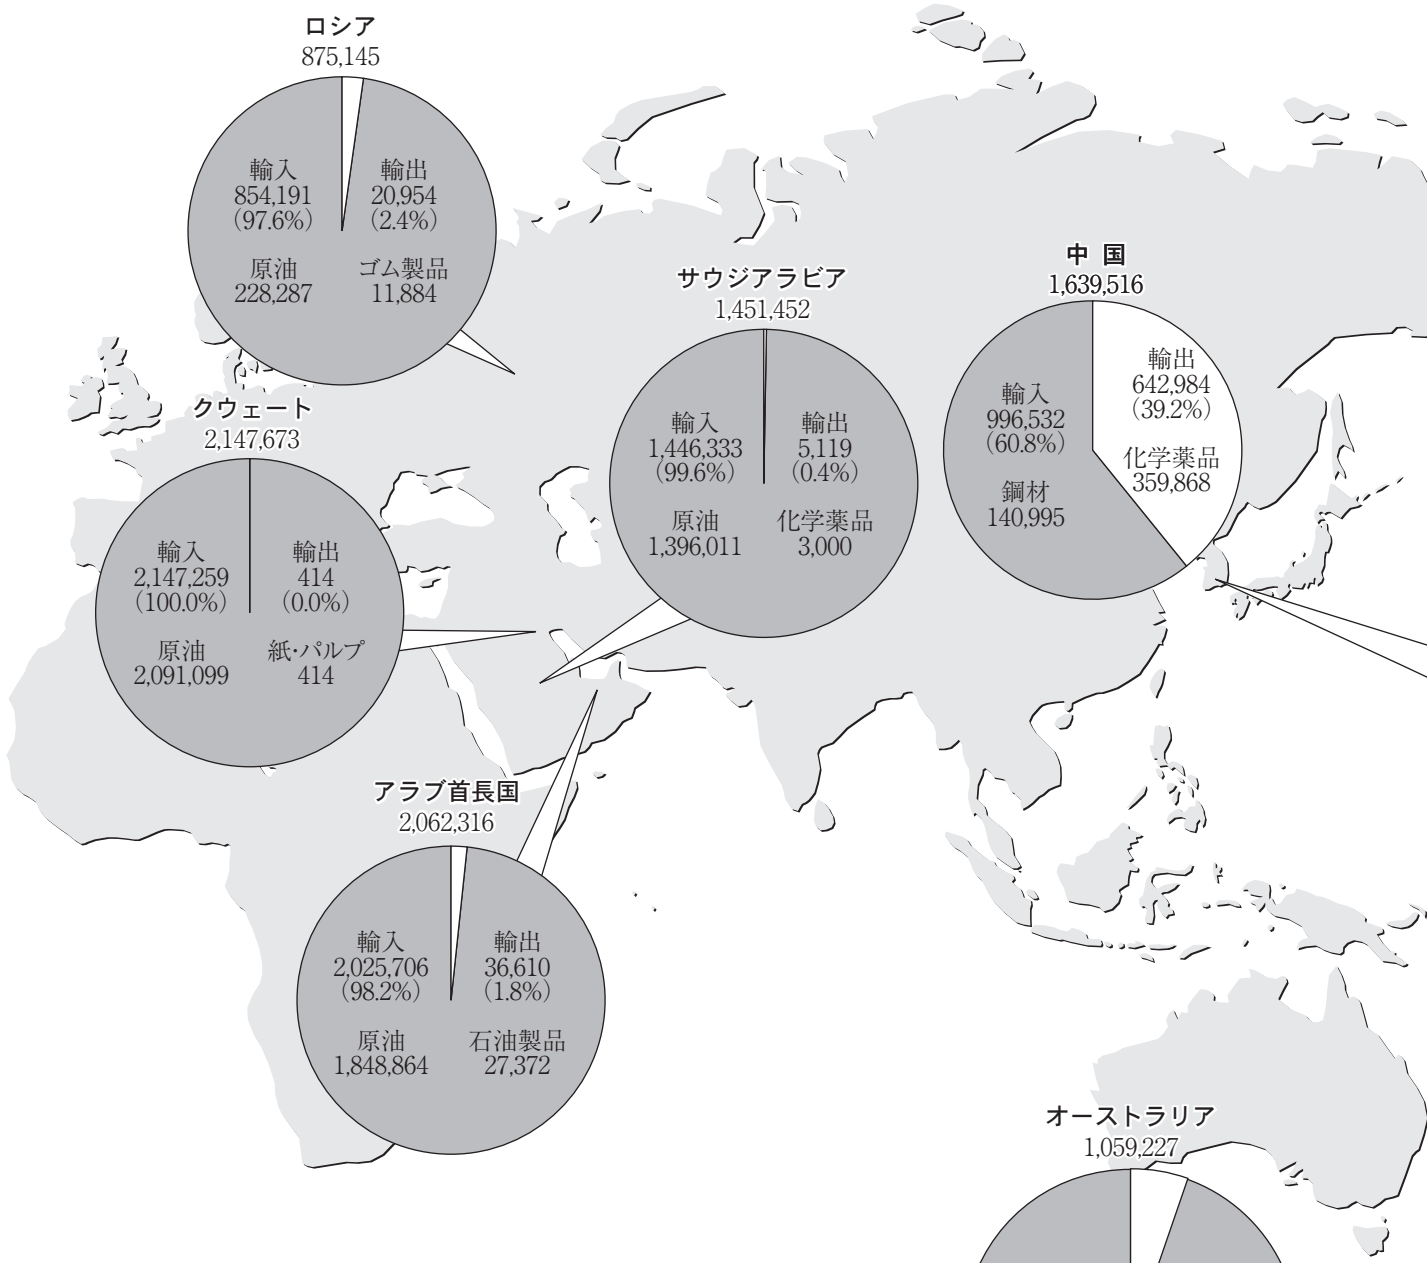 ロシア
875,145
輸入
854,191
(97.6%)
原油
228,287
輸出
20,954
(2.4%)
ゴム製品
11,884
サウジアラビア
1,451,452
輸入
1,446,333
(99.6%)
原油
1,396,011
輸出
5,119
(0.4%)
化学薬品
3,000
中国
1,639,516
輸入
996,532
(60.8%)
鋼材
140,995
輸出
642,984
(39.2%)
化学薬品
359,868
クウェート
2,147,673
輸入
2,147,259
(100.0%)
原油
2,091,099
輸出
414
(0.0%)
紙・パルプ
414
アラブ首長国
2,062,316
輸入
2,025,706
(98.2%)
原油
1,848,864
輸出
36,610
(1.8%)
石油製品
27,372
オーストラリア
1,059,227